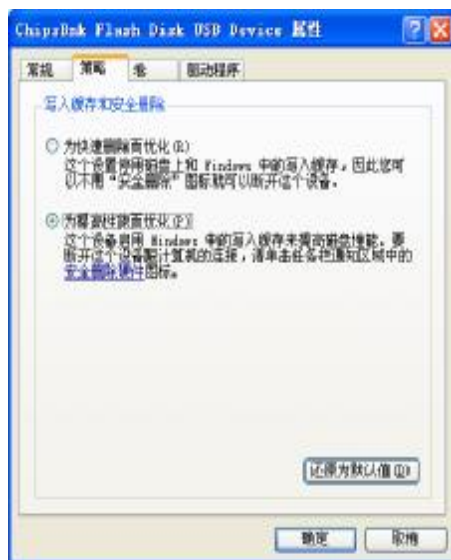 ChipsBnk Flash Disk USB Device 属性
常规 策略 卷 驱动程序
写入缓存和安全删除
为快速删除而优化(R)
这个设置停用磁盘上和 Windows 中的写入缓存，因此您可
以不用“安全删除”图标就可以断开这个设备。
为提高性能而优化(P)
这个设备启用 Windows 中的写入缓存来提高磁盘性能。要
断开这个设备跟计算机的连接，请单击任务栏通知区域中的
安全删除硬件图标。
还原为默认值(D)
确定 取消